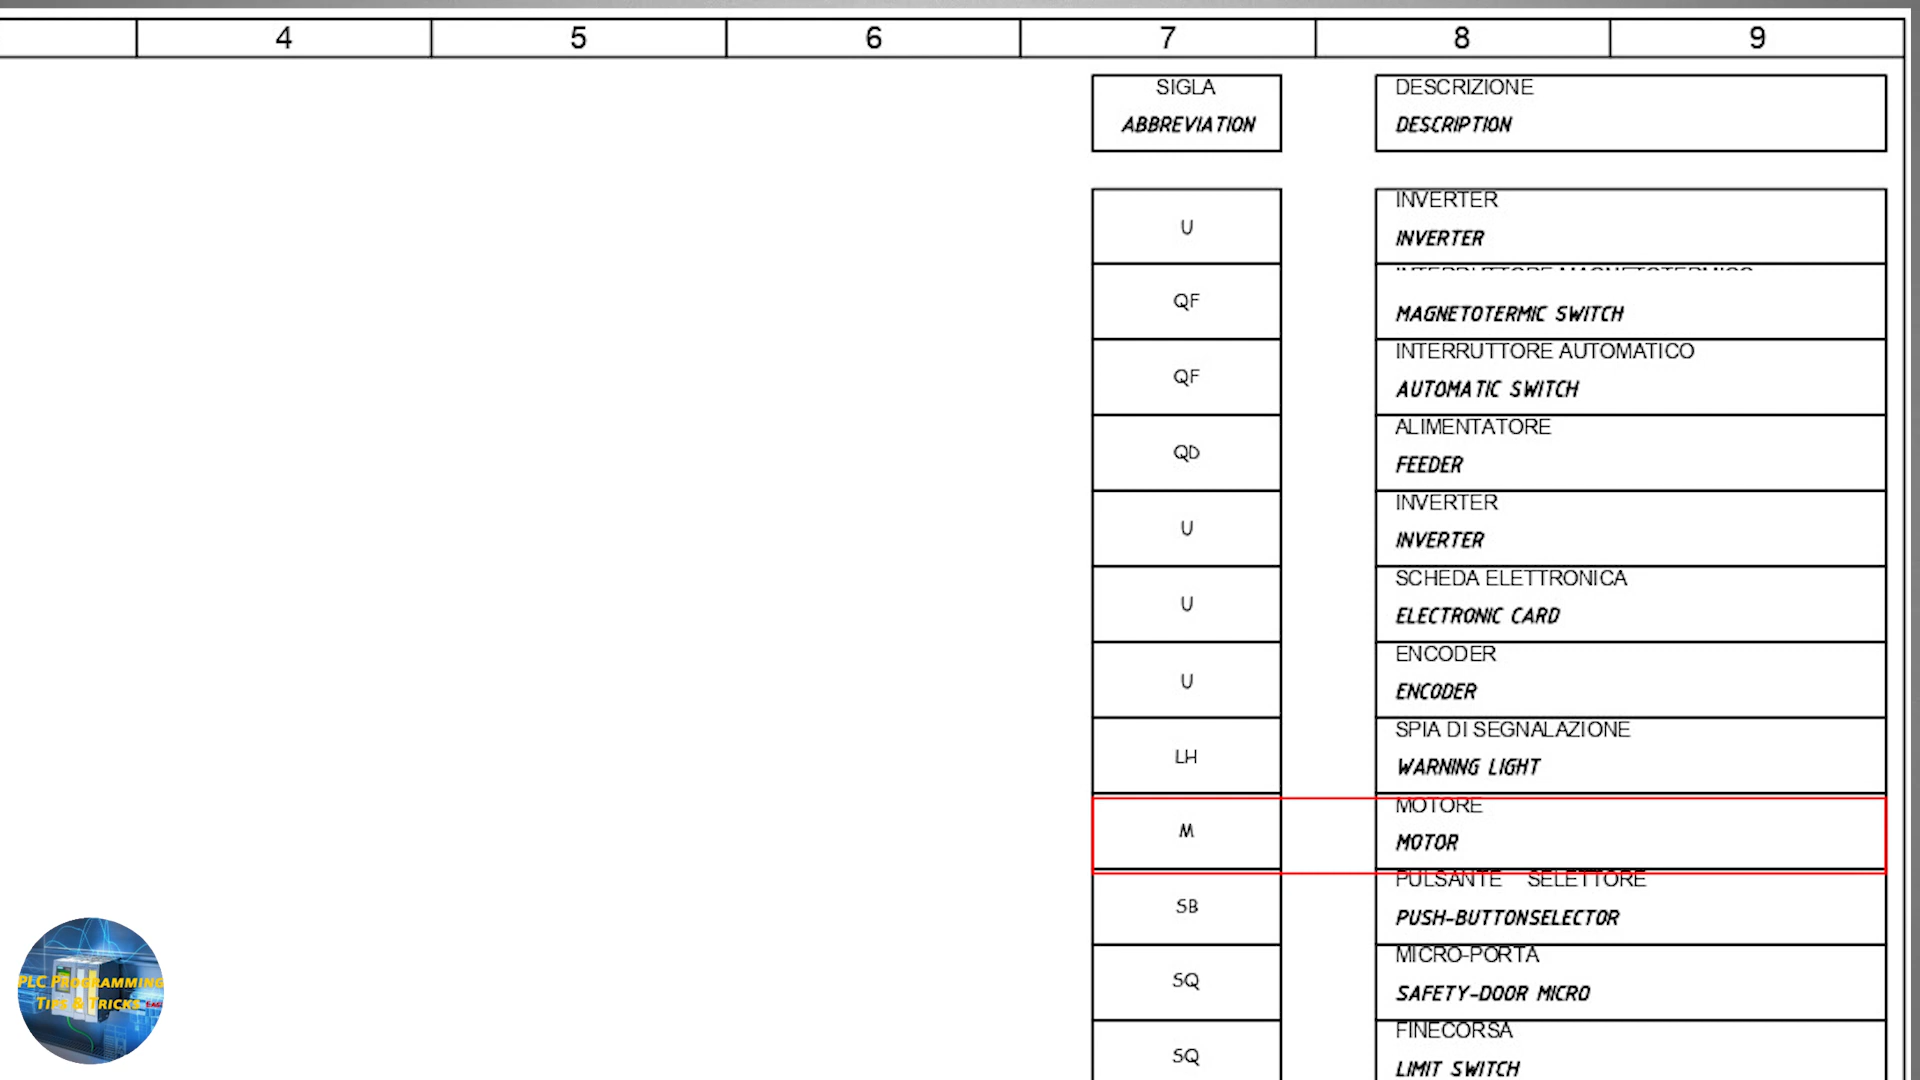 4 5 6 7 8 9
SIGLA DESCRIZIONE
ABBREVIATION DESCRIPTION
INVERTER
U
INVERTER
INTERRUTTORE MAGNETOTERMICO
QF
MAGNETOTERMIC SWITCH
INTERRUTTORE AUTOMATICO
QF
AUTOMATIC SWITCH
ALIMENTATORE
QD
FEEDER
INVERTER
U
INVERTER
SCHEDA ELETTRONICA
U
ELECTRONIC CARD
ENCODER
U
ENCODER
SPIA DI SEGNALAZIONE
LH
WARNING LIGHT
MOTORE
M
MOTOR
PULSANTE SELETTORE
SB
PUSH-BUTTONSELECTOR
MICRO-PORTA
SQ
SAFETY-DOOR MICRO
FINECORSA
SQ
LIMIT SWITCH
PLC PROGRAMMING
TIPS & TRICKS